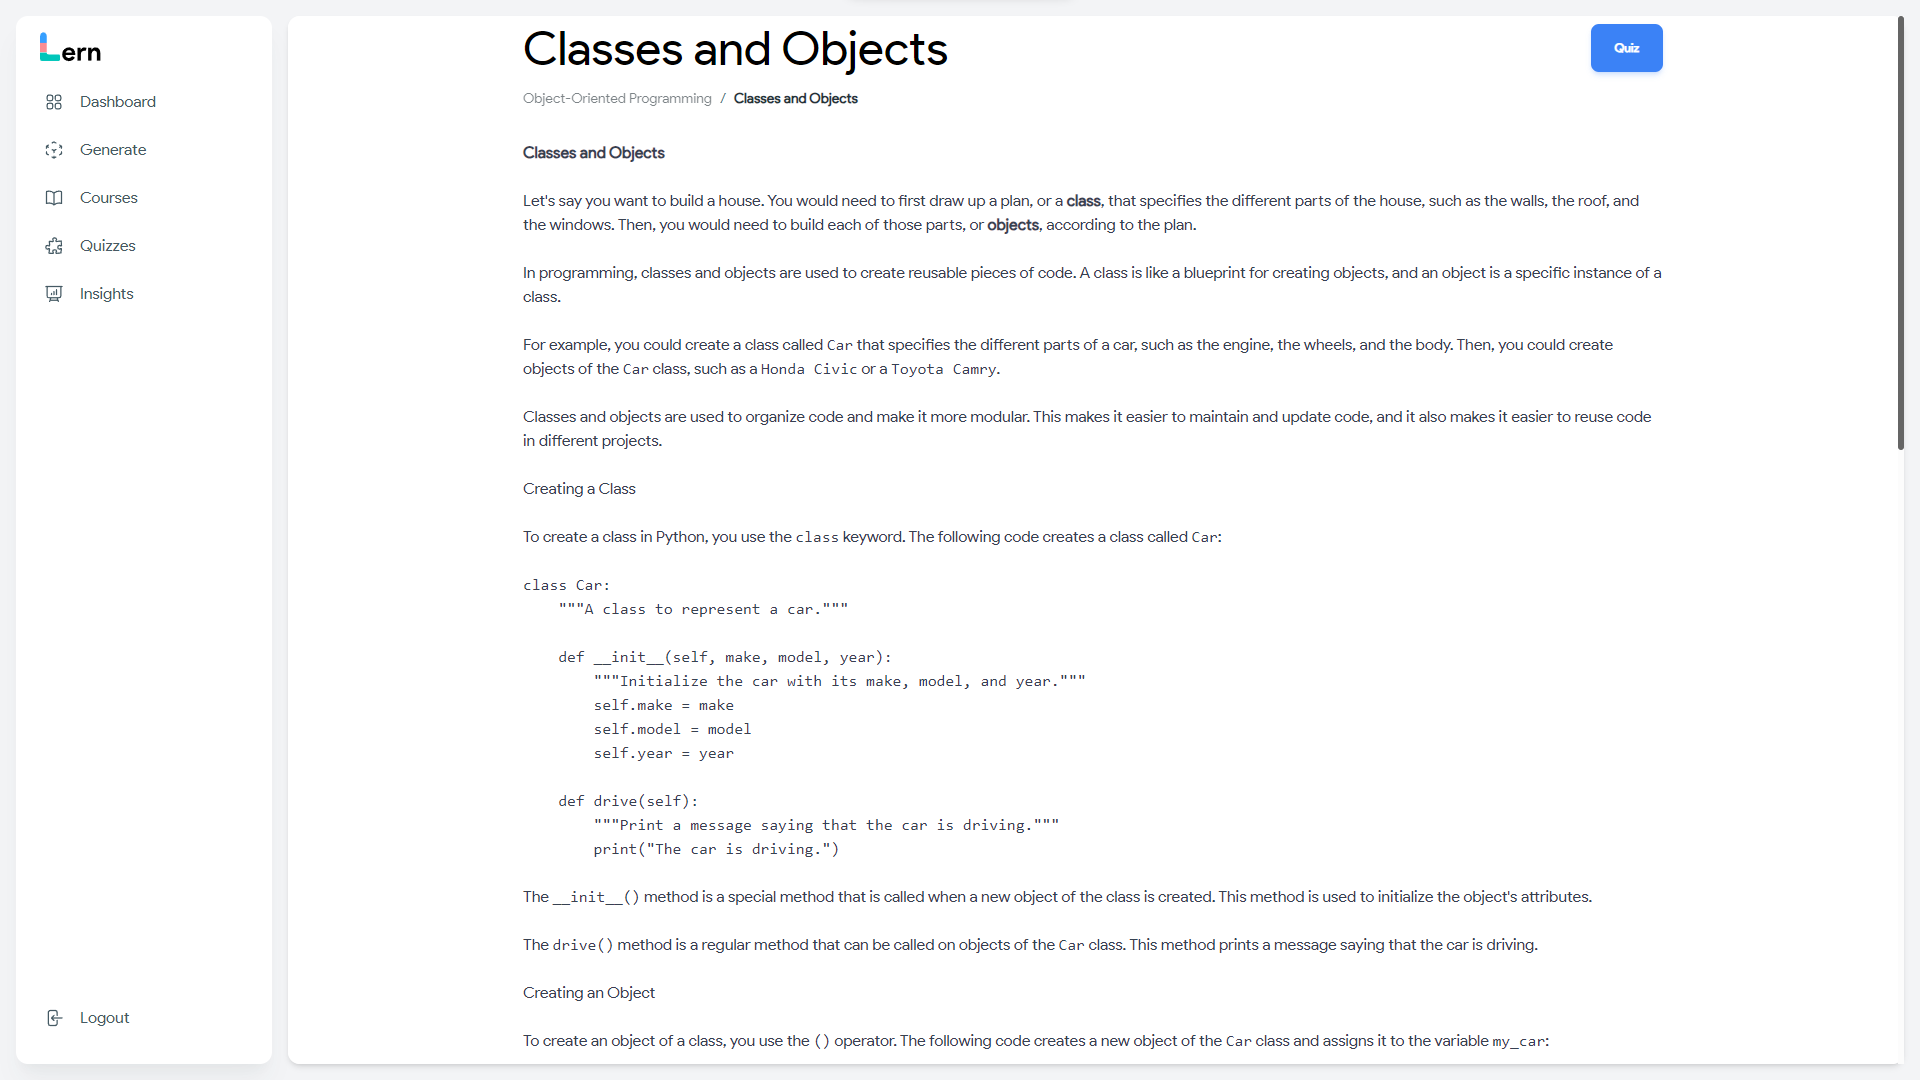 Lern
Dashboard
Generate
Courses
Quizzes
Insights
Logout
Classes and Objects
Quiz
Object-Oriented Programming / Classes and Objects
Classes and Objects
Let's say you want to build a house. You would need to first draw up a plan, or a class, that specifies the different parts of the house, such as the walls, the roof, and
the windows. Then, you would need to build each of those parts, or objects, according to the plan.
In programming, classes and objects are used to create reusable pieces of code. A class is like a blueprint for creating objects, and an object is a specific instance of a
class.
For example, you could create a class called Car that specifies the different parts of a car, such as the engine, the wheels, and the body. Then, you could create
objects of the Car class, such as a Honda Civic or a Toyota Camry.
Classes and objects are used to organize code and make it more modular. This makes it easier to maintain and update code, and it also makes it easier to reuse code
in different projects.
Creating a Class
To create a class in Python, you use the class keyword. The following code creates a class called Car:
class Car:
    """A class to represent a car."""
    def __init__(self, make, model, year):
        """Initialize the car with its make, model, and year."""
        self.make = make
        self.model = model
        self.year = year
    def drive(self):
        """Print a message saying that the car is driving."""
        print("The car is driving.")
The __init__() method is a special method that is called when a new object of the class is created. This method is used to initialize the object's attributes.
The drive() method is a regular method that can be called on objects of the Car class. This method prints a message saying that the car is driving.
Creating an Object
To create an object of a class, you use the () operator. The following code creates a new object of the Car class and assigns it to the variable my_car: